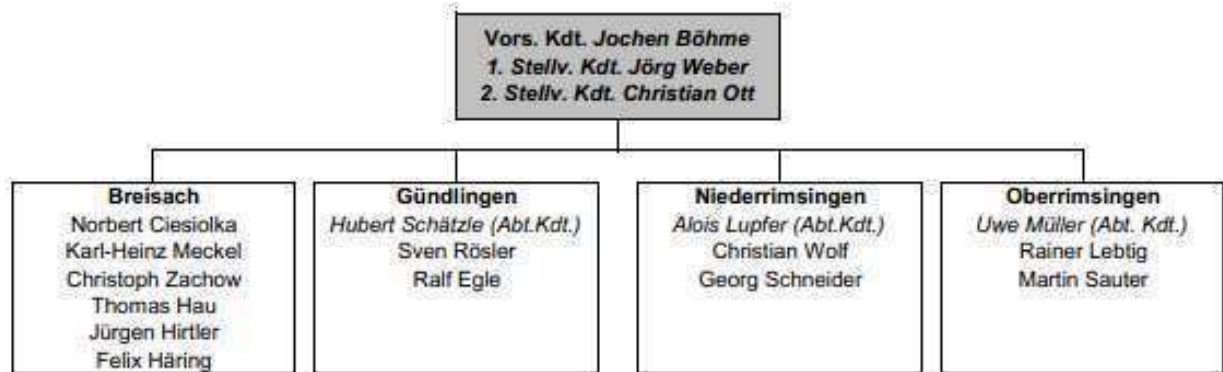 Vors. Kdt. Jochen Böhme
1. Stellv. Kdt. Jörg Weber
2. Stellv. Kdt. Christian Ott
Breisach
Norbert Ciesiolka
Karl-Heinz Meckel
Christoph Zachow
Thomas Hau
Jürgen Hirtler
Felix Häring
Gündlingen
Hubert Schätzle (Abt.Kdt.)
Sven Rösler
Ralf Egle
Niederrimsingen
Alois Lupfer (Abt.Kdt.)
Christian Wolf
Georg Schneider
Oberrimsingen
Uwe Müller (Abt. Kdt.)
Rainer Lebtig
Martin Sauter